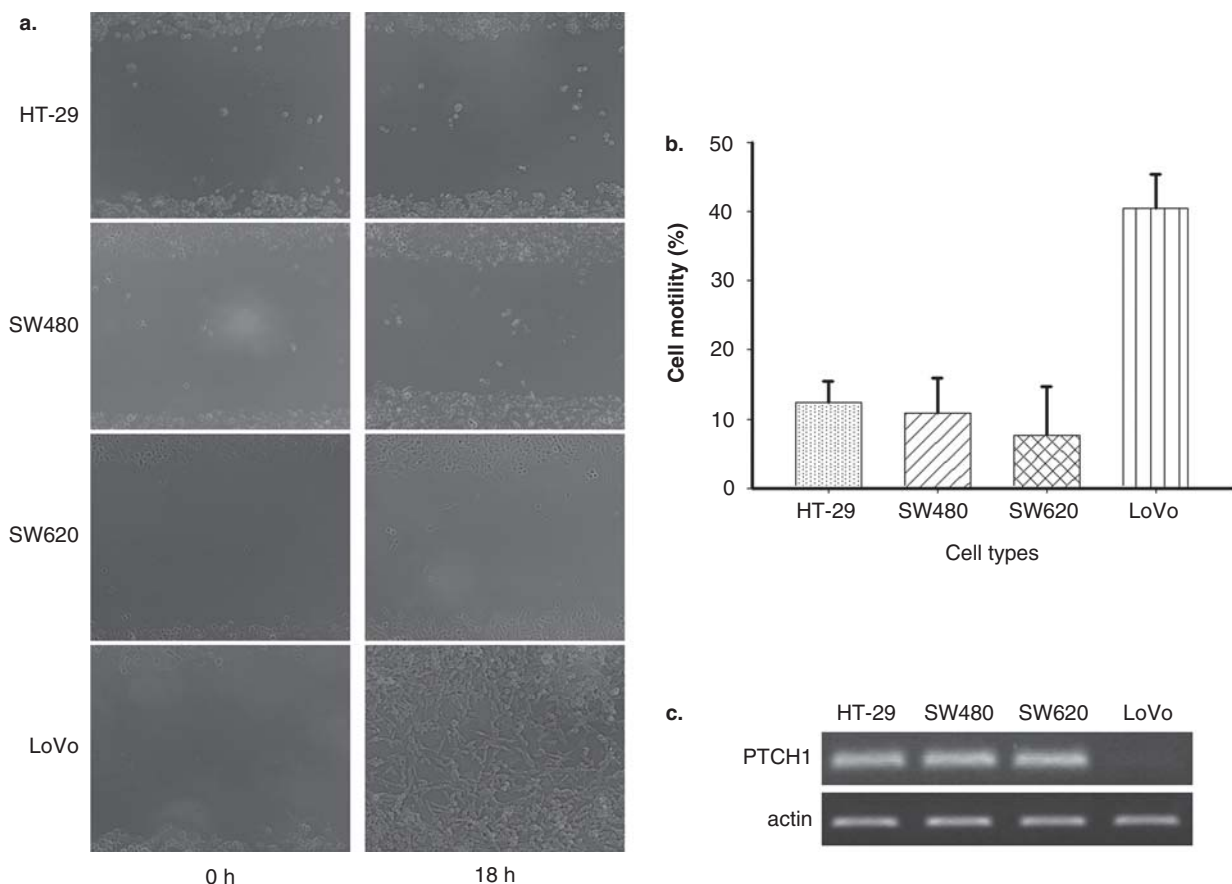 a.
HT-29
SW480
SW620
LoVo
0 h
18 h
b.
Cell motility (%)
50
40
30
20
10
0
HT-29 SW480 SW620 LoVo
Cell types
c.
HT-29 SW480 SW620 LoVo
PTCH1
actin